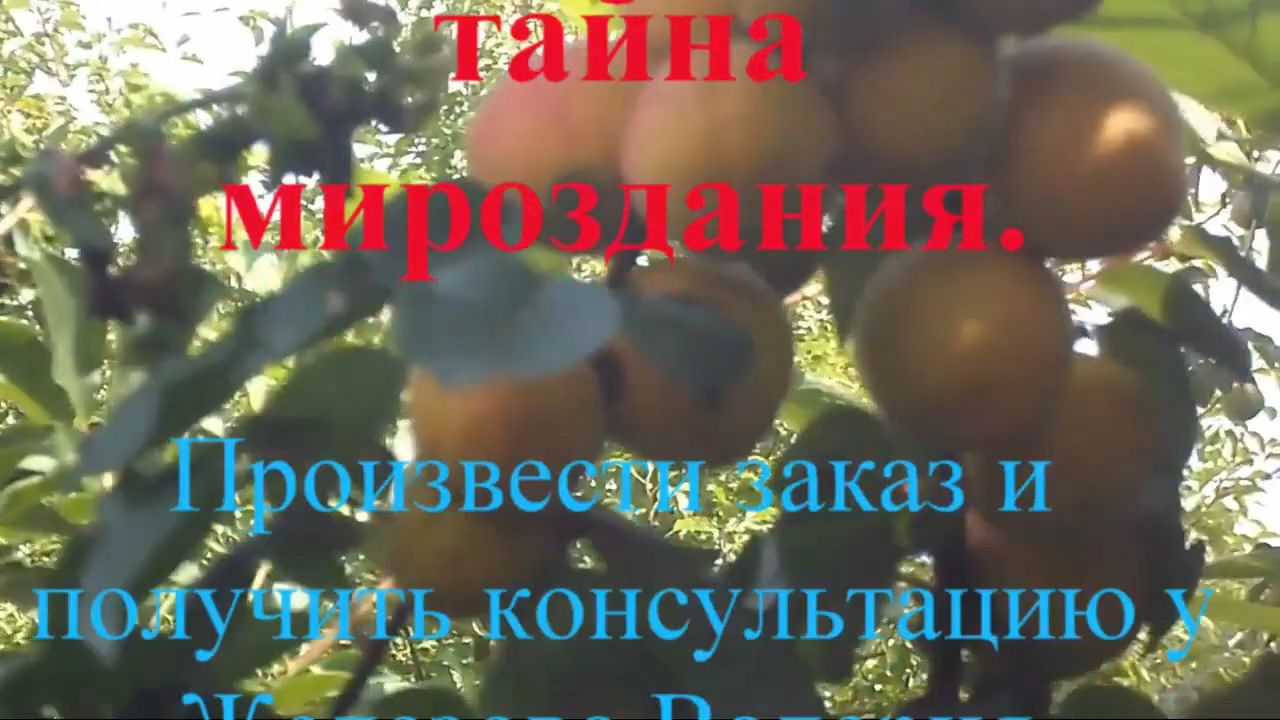 тайна
мироздания.
Произвести заказ и
получить консультацию у